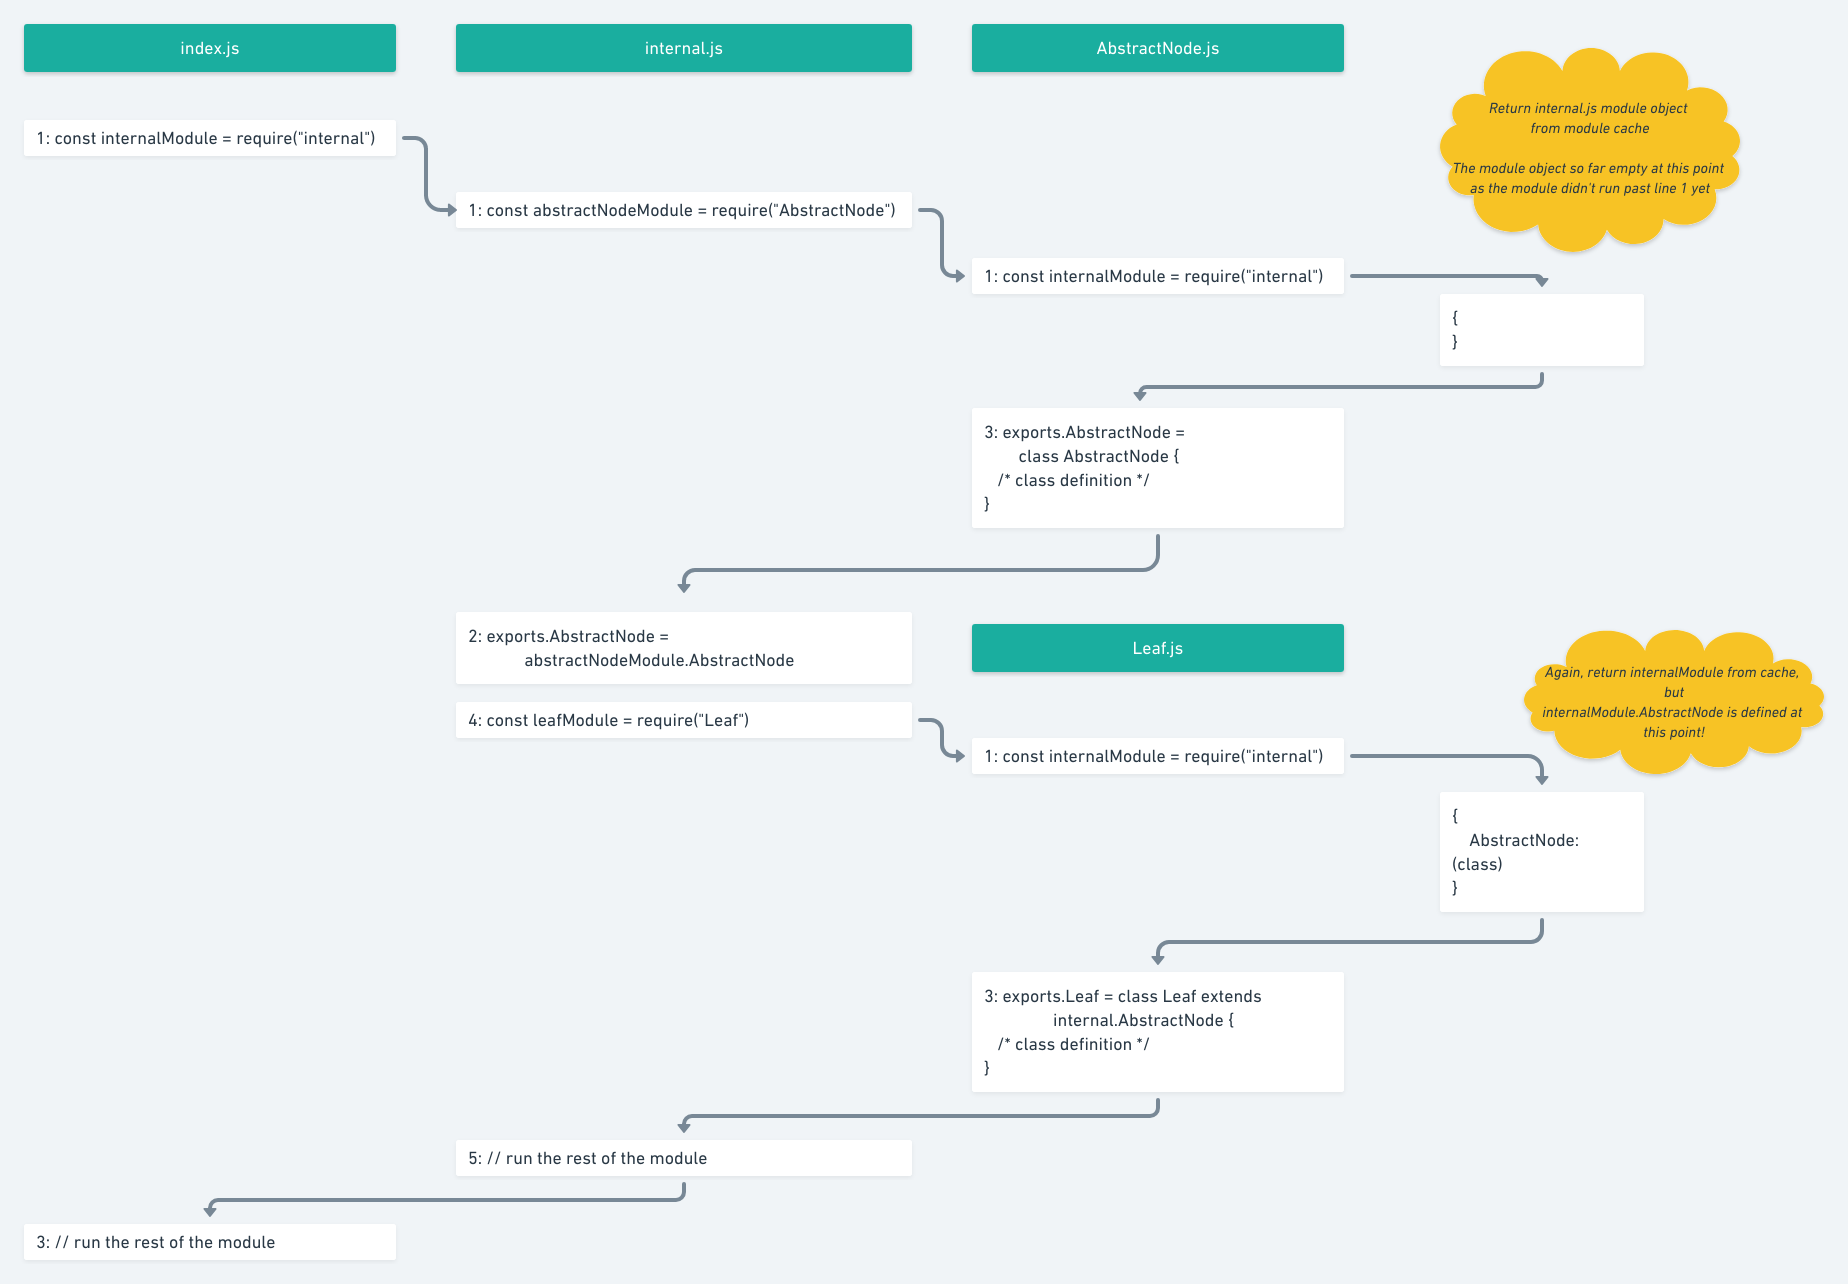 index.js
internal.js
AbstractNode.js
Return internal.js module object
from module cache
The module object so far empty at this point
as the module didn't run past line 1 yet
1: const internalModule = require("internal")
1: const abstractNodeModule = require("AbstractNode")
1: const internalModule = require("internal")
{
}
3: exports.AbstractNode =
class AbstractNode {
/* class definition */
}
2: exports.AbstractNode =
abstractNodeModule.AbstractNode
Leaf.js
Again, return internalModule from cache,
but
internalModule.AbstractNode is defined at
this point!
4: const leafModule = require("Leaf")
1: const internalModule = require("internal")
{
AbstractNode:
(class)
}
3: exports.Leaf = class Leaf extends
internal.AbstractNode {
/* class definition */
}
5: // run the rest of the module
3: // run the rest of the module